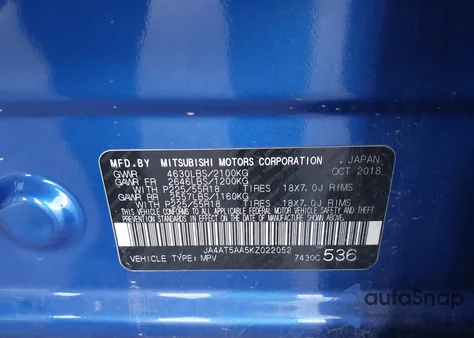 MFD.BY MITSUBISHI MOTORS CORPORATION , JAPAN
GVWR 4630LBS/2100KG OCT 2018
GAWR FR 2646LBS/1200KG
WITH P225/55R18 TIRES 18X7.0J RIMS
GAWR RR 2557LBS/1160KG
WITH P225/55R18 TIRES 18X7.0J RIMS
THIS VEHICLE CONFORMS TO ALL APPLICABLE FEDERAL MOTOR VEHICLE
SAFETY AND THEFT PREVENTION STANDARDS IN EFFECT ON
THE DATE OF MANUFACTURE SHOWN ABOVE.
JA4AT5AA5KZ022052
VEHICLE TYPE: MPV 7430C 536
autosnap